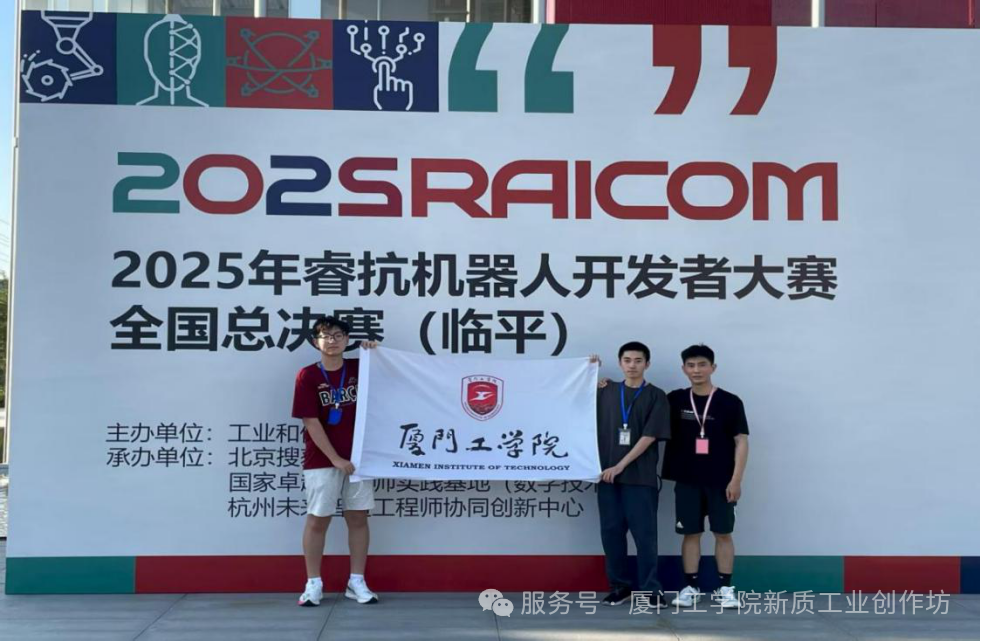 2025RAICOM
2025年睿抗机器人开发者大赛
全国总决赛（临平）
BARC
厦门工学院
XIAMEN INSTITUTE OF TECHNOLOGY
主办单位：工业和
承办单位：北京搜
国家卓 师实践基地（数字技
杭州未来 工程师协同创新中心
服务号 · 厦门工学院新质工业创作坊